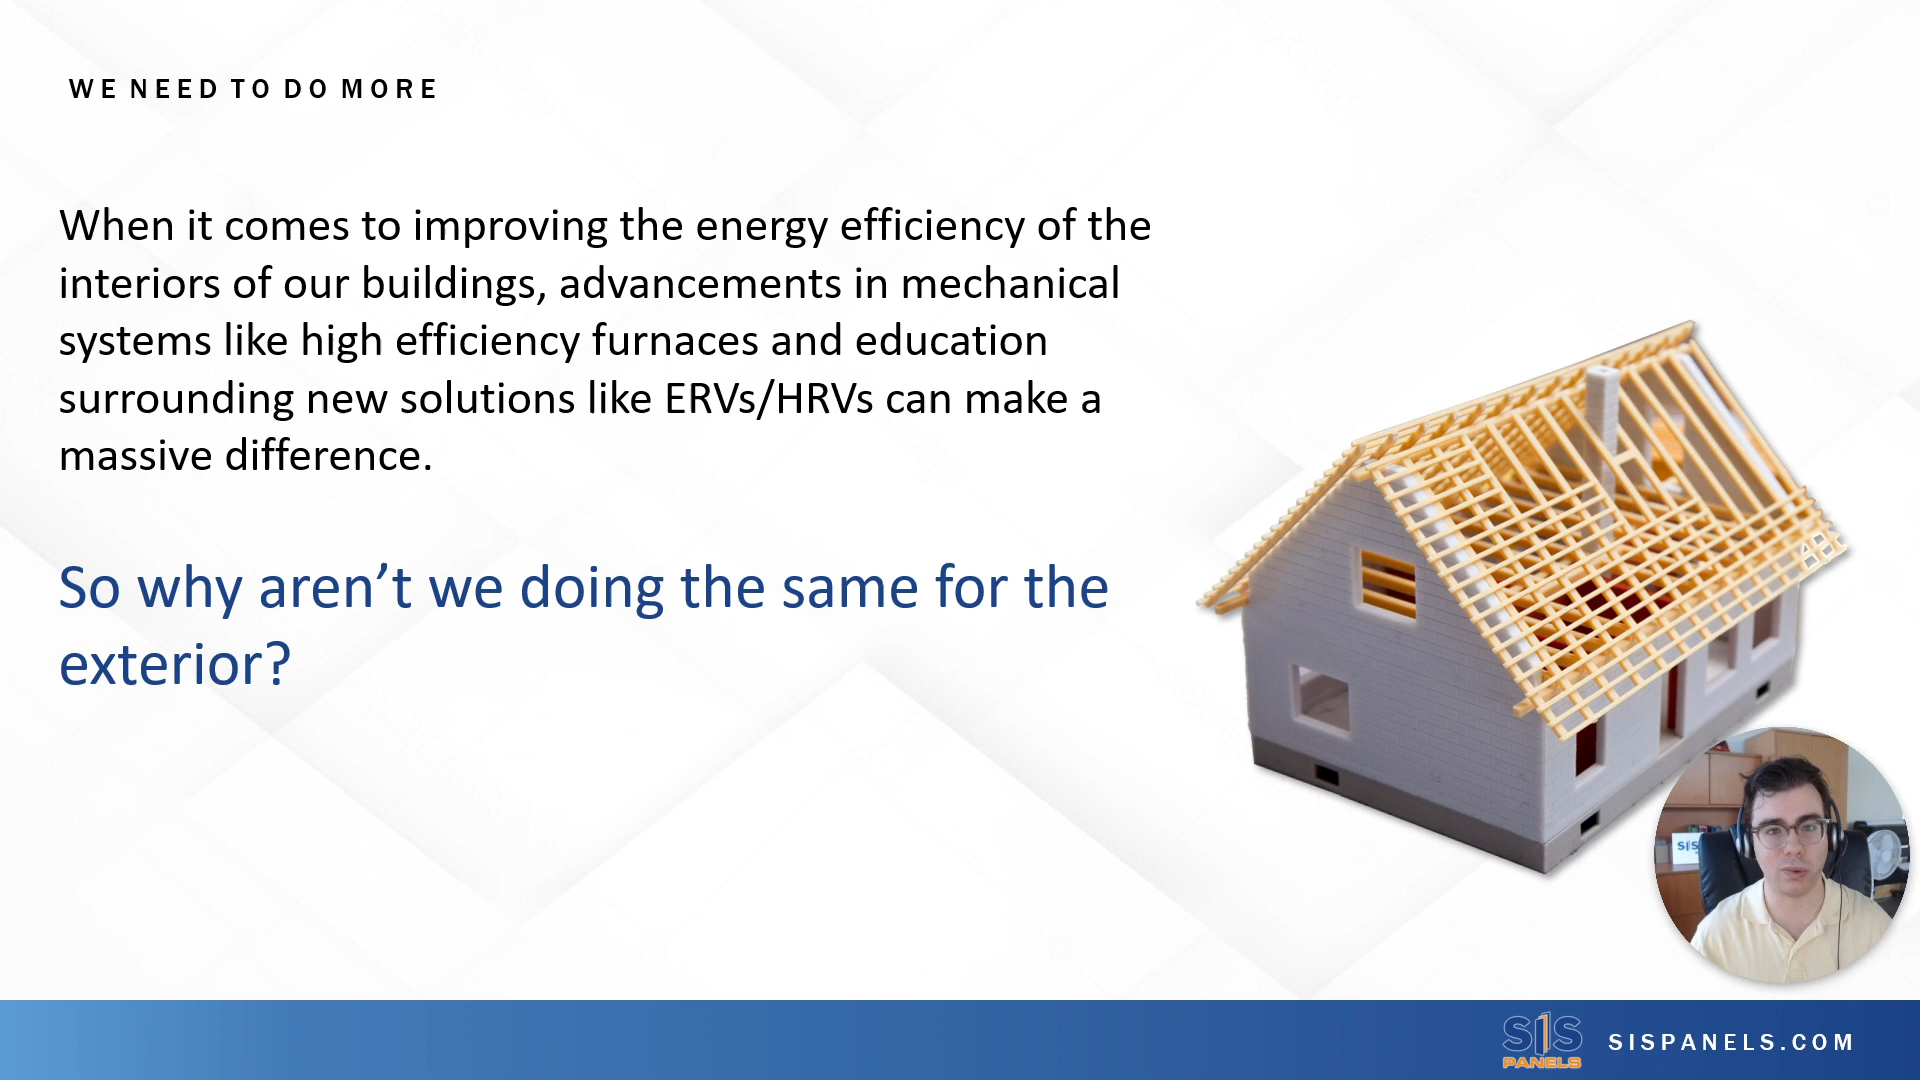 WE NEED TO DO MORE
When it comes to improving the energy efficiency of the
interiors of our buildings, advancements in mechanical
systems like high efficiency furnaces and education
surrounding new solutions like ERVs/HRVs can make a
massive difference.
So why aren’t we doing the same for the
exterior?
SIS
SIS
PANELS
SISPANELS.COM